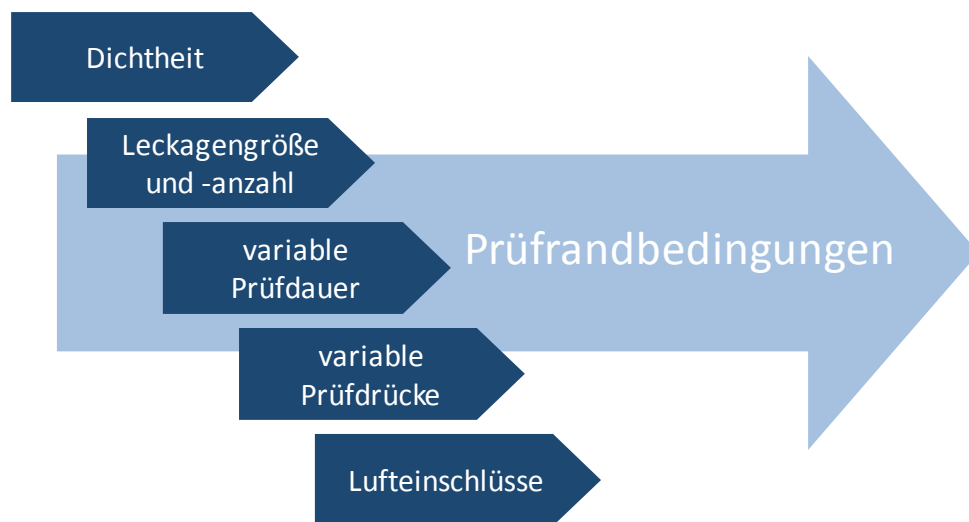 Dichtheit
Leckagengröße
und -anzahl
variable
Prüfdauer
Prüfrandbedingungen
variable
Prüfdrücke
Lufteinschlüsse